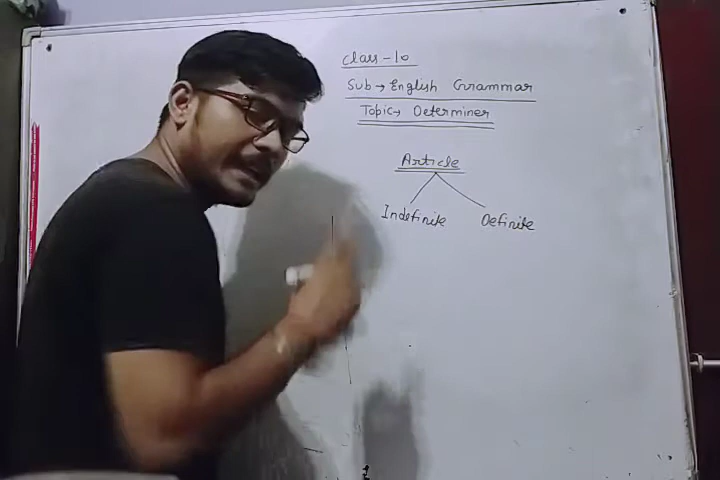 Class - 10
Sub → English Grammar
Topic → Determiner
Article
Indefinite Definite